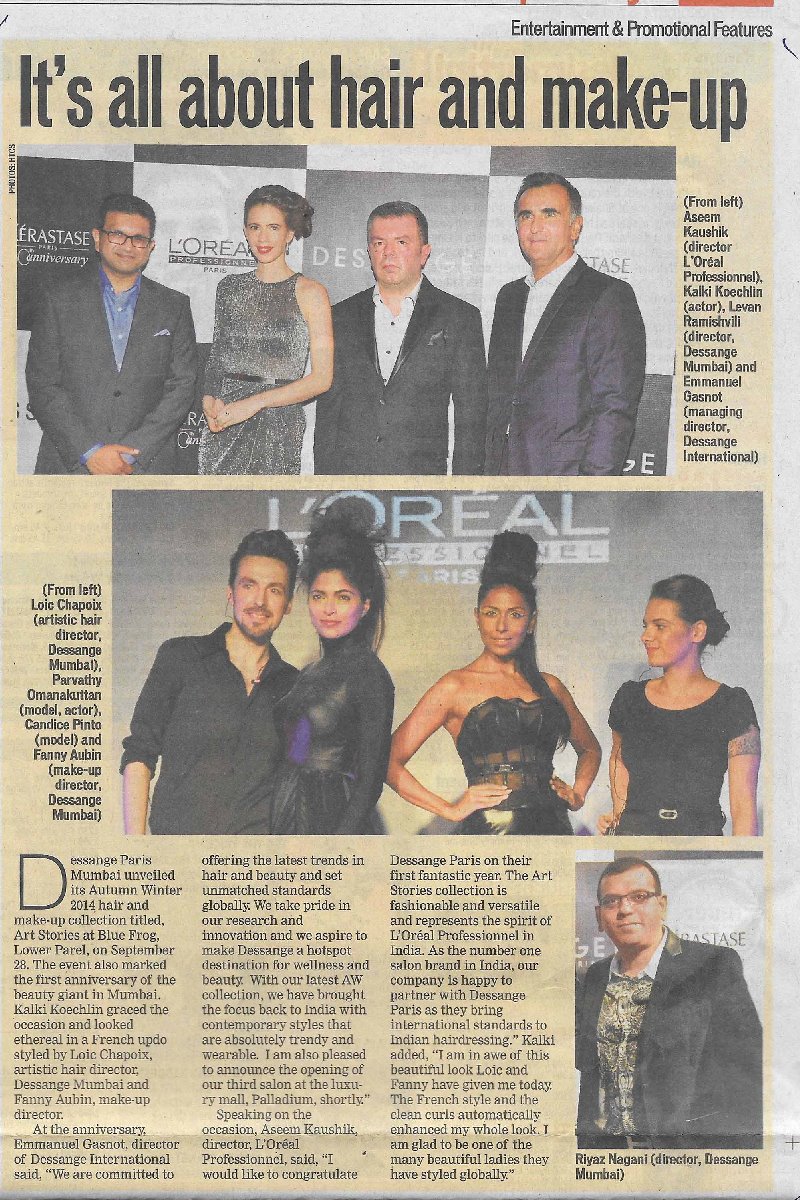 Entertainment & Promotional Features
It's all about hair and make-up
PHOTOS: HTCS
ÉRASTASE
PARIS
anniversary
L'ORÉA
PROFESSIONNE
PARIS
DESS
GE
STASE
(From left)
Aseem
Kaushik
(director
L'Oréal
Professionnel),
Kalki Koechlin
(actor), Levan
Ramishvili
(director,
Dessange
Mumbai) and
Emmanuel
Gasnot
(managing
director,
Dessange
International)
L'ORÉAL
ESSIONNEL
ARIS
(From left)
Loic Chapoix
(artistic hair
director,
Dessange
Mumbai),
Parvathy
Omanakuttan
(model, actor),
Candice Pinto
(model) and
Fanny Aubin
(make-up
director,
Dessange
Mumbai)
Dessange Paris
Mumbai unveiled
its Autumn Winter
2014 hair and
make-up collection titled,
Art Stories at Blue Frog,
Lower Parel, on September
28. The event also marked
the first anniversary of the
beauty giant in Mumbai.
Kalki Koechlin graced the
occasion and looked
ethereal in a French updo
styled by Loic Chapoix,
artistic hair director,
Dessange Mumbai and
Fanny Aubin, make-up
director.
At the anniversary,
Emmanuel Gasnot, director
of Dessange International
said, "We are committed to
offering the latest trends in
hair and beauty and set
unmatched standards
globally. We take pride in
our research and
innovation and we aspire to
make Dessange a hotspot
destination for wellness and
beauty. With our latest AW
collection, we have brought
the focus back to India with
contemporary styles that
are absolutely trendy and
wearable. I am also pleased
to announce the opening of
our third salon at the luxu-
ry mall, Palladium, shortly."
Speaking on the
occasion, Aseem Kaushik,
director, L'Oréal
Professionnel, said, "I
would like to congratulate
Dessange Paris on their
first fantastic year. The Art
Stories collection is
fashionable and versatile
and represents the spirit of
L'Oréal Professionnel in
India. As the number one
salon brand in India, our
company is happy to
partner with Dessange
Paris as they bring
international standards to
Indian hairdressing." Kalki
added, "I am in awe of this
beautiful look Loic and
Fanny have given me today.
The French style and the
clean curls automatically
enhanced my whole look. I
am glad to be one of the
many beautiful ladies they
have styled globally."
GE
ÉRASTASE
Riyaz Nagani (director, Dessange
Mumbai)